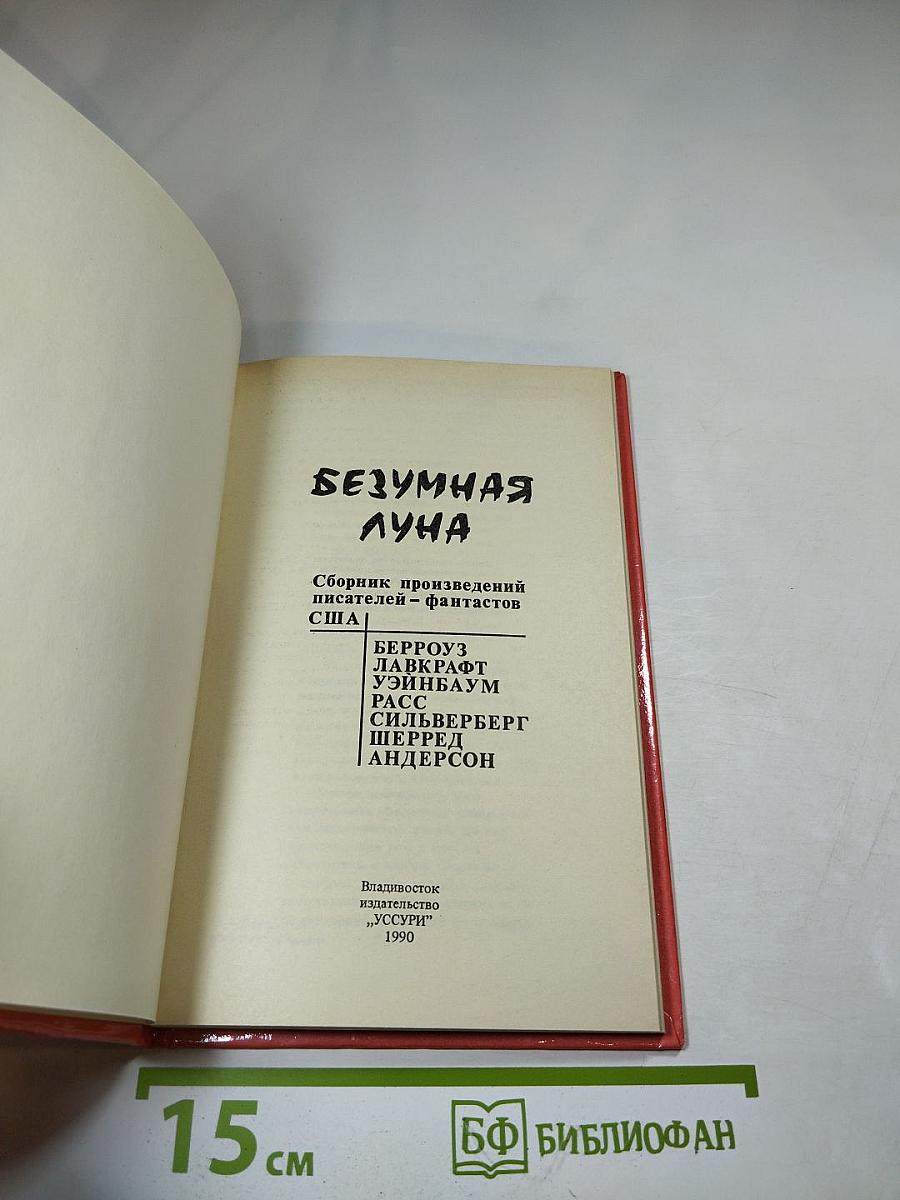 БЕЗУМНАЯ
ЛУНА
Сборник произведений
писателей – фантастов
США
БЕРРОУЗ
ЛАВКРАФТ
УЭЙНБАУМ
РАСС
СИЛЬВЕРБЕРГ
ШЕРРЕД
АНДЕРСОН
Владивосток
издательство
„УССУРИ”
1990
15 см
БФ БИБЛИОФАН